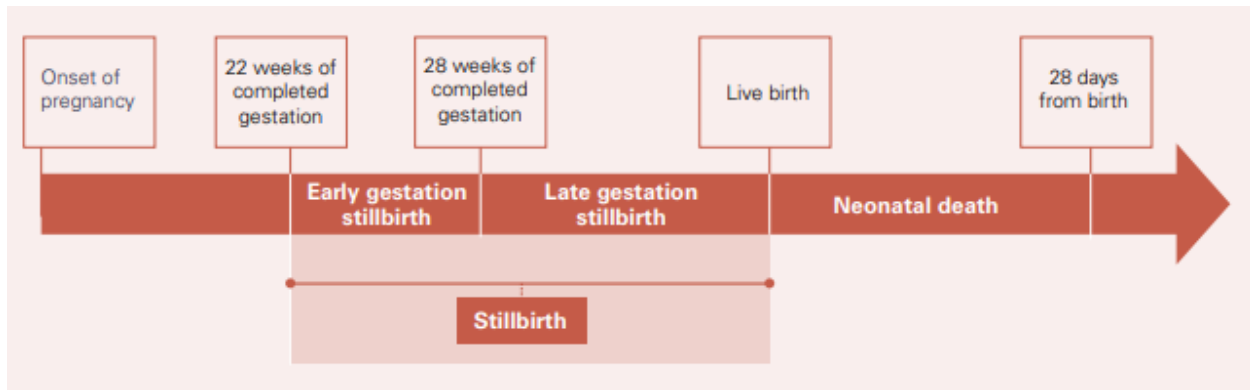 Onset of
pregnancy
22 weeks of
completed
gestation
28 weeks of
completed
gestation
Live birth
28 days
from birth
Early gestation
stillbirth
Late gestation
stillbirth
Neonatal death
Stillbirth